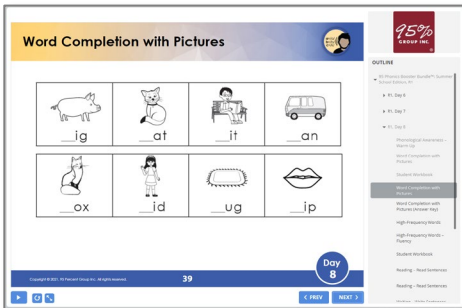 Word Completion with Pictures
__ig
__at
__it
__an
__ox
__id
__ug
__ip
Copyright © 2021, 95 Percent Group Inc. All rights reserved.
39
Day
8
< PREV
NEXT >
95%
GROUP INC.
OUTLINE
School Edition, R1
R1, Day 6
R1, Day 7
R1, Day 8
Phonological Awareness –
Warm-Up
Word Completion with
Pictures
Student Workbook
Word Completion with
Pictures
Word Completion with
Pictures (Answer Key)
High-Frequency Words
High-Frequency Words –
Fluency
Student Workbook
Reading – Read Sentences
Reading – Read Sentences